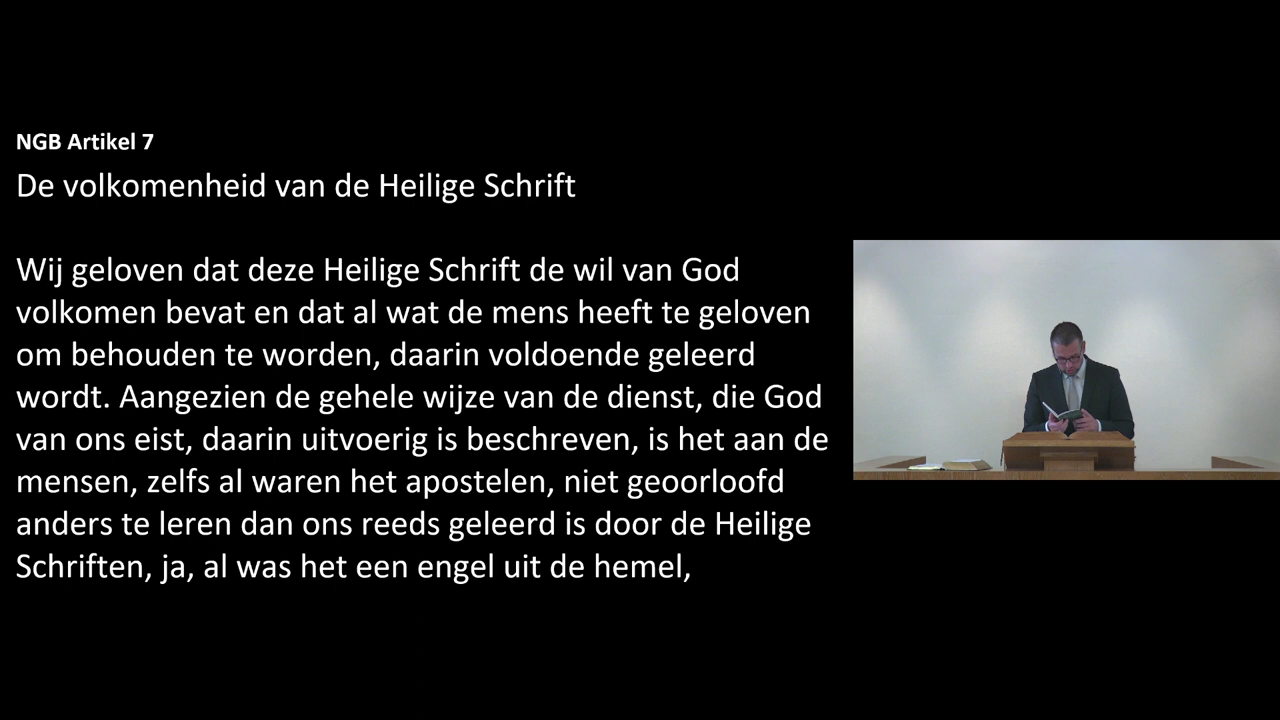 NGB Artikel 7
De volkomenheid van de Heilige Schrift
Wij geloven dat deze Heilige Schrift de wil van God
volkomen bevat en dat al wat de mens heeft te geloven
om behouden te worden, daarin voldoende geleerd
wordt. Aangezien de gehele wijze van de dienst, die God
van ons eist, daarin uitvoerig is beschreven, is het aan de
mensen, zelfs al waren het apostelen, niet geoorloofd
anders te leren dan ons reeds geleerd is door de Heilige
Schriften, ja, al was het een engel uit de hemel,